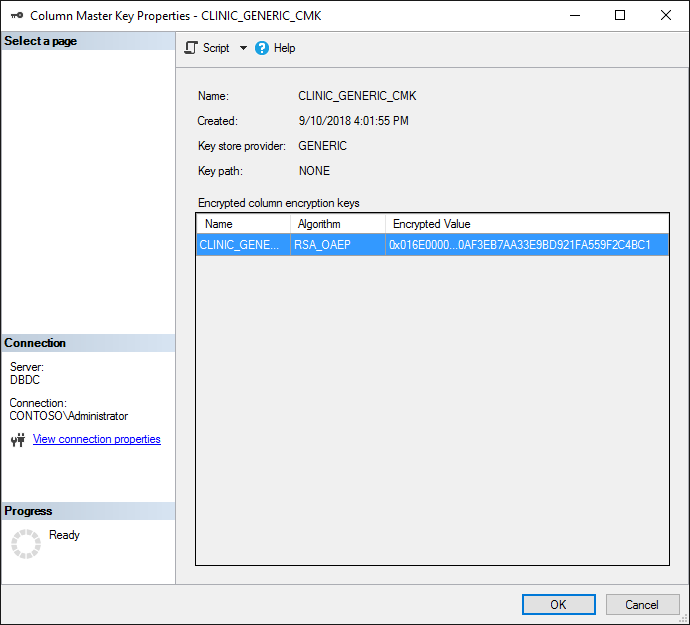 Column Master Key Properties - CLINIC_GENERIC_CMK
Select a page
Script
Help
Name: CLINIC_GENERIC_CMK
Created: 9/10/2018 4:01:55 PM
Key store provider: GENERIC
Key path: NONE
Encrypted column encryption keys
Name Algorithm Encrypted Value
CLINIC_GENE... RSA_OAEP 0x016E0000...0AF3EB7AA33E9BD921FA559F2C4BC1
Connection
Server:
DBDC
Connection:
CONTOSO\Administrator
View connection properties
Progress
Ready
OK Cancel